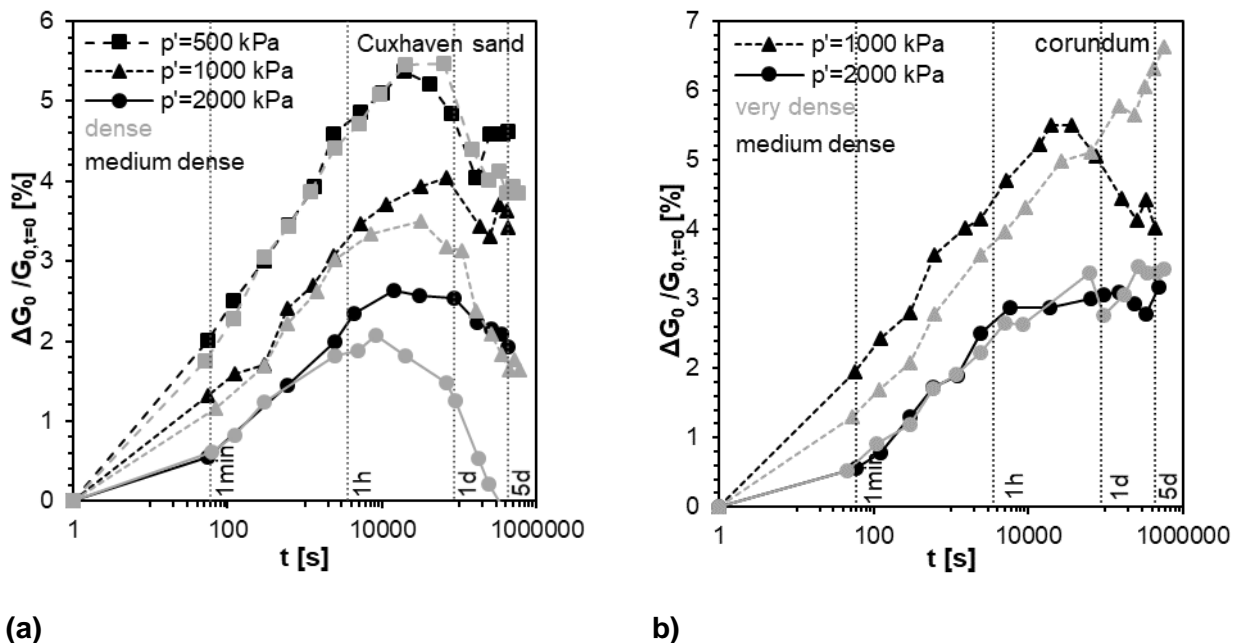 6
5
4
3
2
1
0
ΔG0 /G0,t=0 [%]
p'=500 kPa
p'=1000 kPa
p'=2000 kPa
dense
medium dense
Cuxhaven sand
1min
1h
1d
5d
1
100
10000
1000000
t [s]
(a)
7
6
5
4
3
2
1
0
ΔG0 /G0,t=0 [%]
p'=1000 kPa
p'=2000 kPa
very dense
medium dense
corundum
1min
1h
1d
5d
1
100
10000
1000000
t [s]
b)